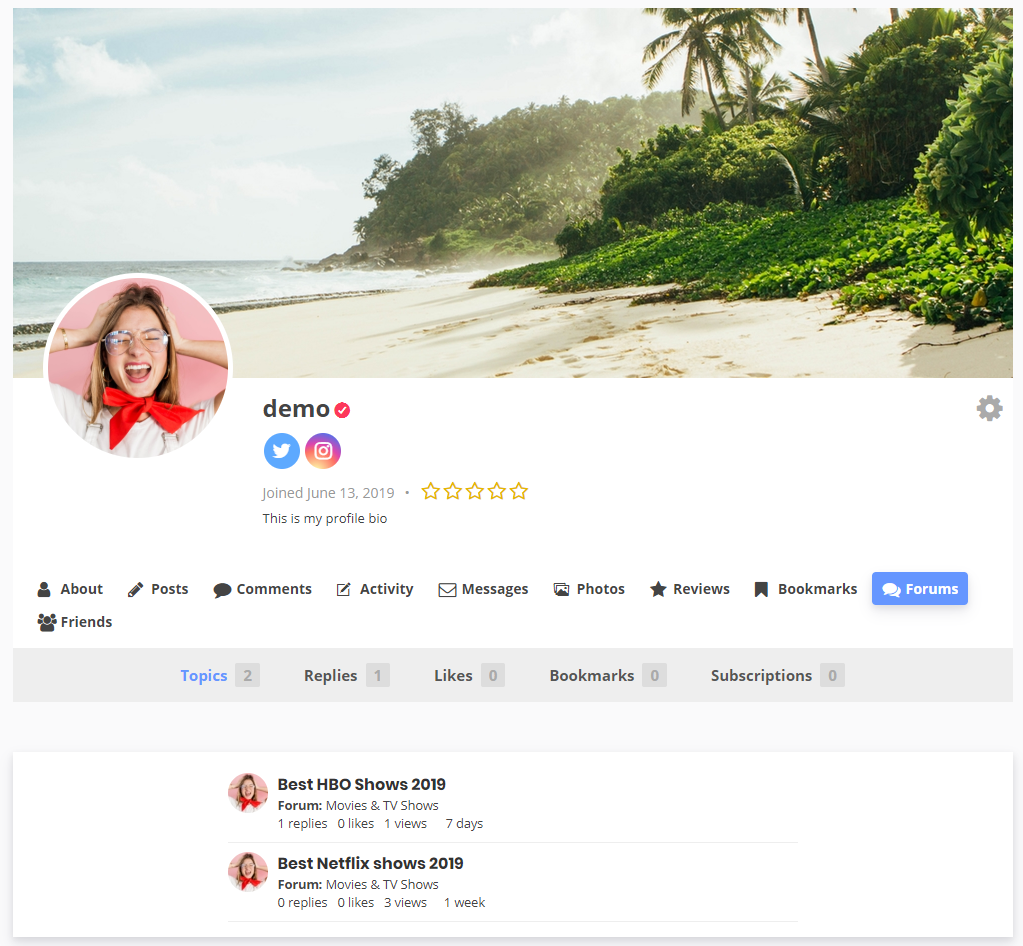 demo
Joined June 13, 2019 •
This is my profile bio
About Posts Comments Activity Messages Photos Reviews Bookmarks Forums
Friends
Topics 2 Replies 1 Likes 0 Bookmarks 0 Subscriptions 0
Best HBO Shows 2019
Forum: Movies & TV Shows
1 replies 0 likes 1 views 7 days
Best Netflix shows 2019
Forum: Movies & TV Shows
0 replies 0 likes 3 views 1 week